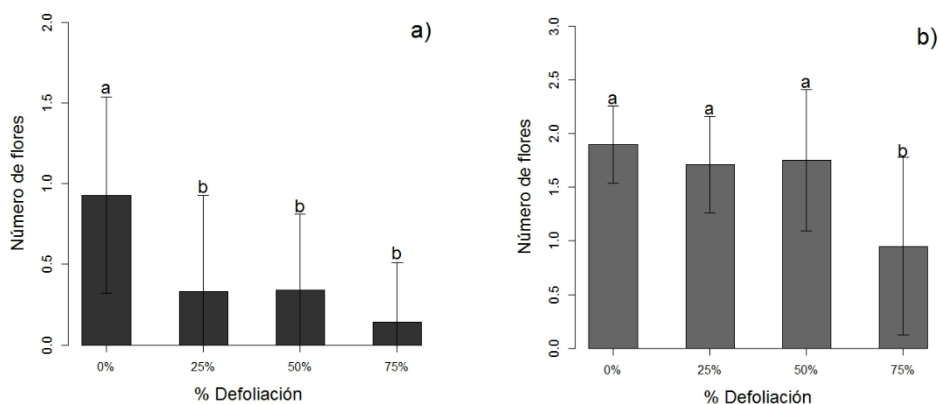 a)
Número de flores
2.0
1.5
1.0
0.5
0.0
a
b
b
b
0%
25%
50%
75%
% Defoliación
b)
Número de flores
3.0
2.5
2.0
1.5
1.0
0.5
0.0
a
a
a
b
0%
25%
50%
75%
% Defoliación